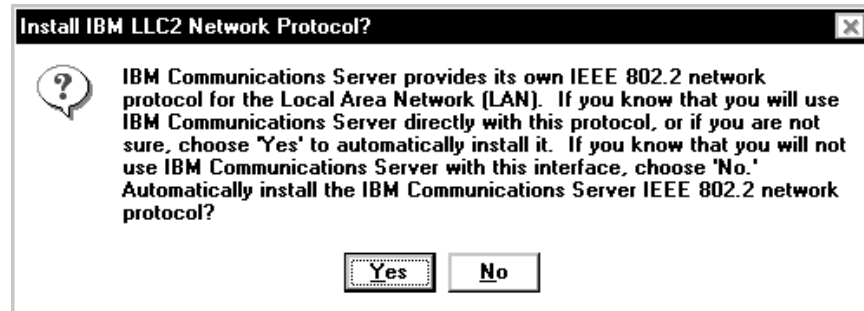 Install IBM LLC2 Network Protocol?
IBM Communications Server provides its own IEEE 802.2 network
protocol for the Local Area Network (LAN). If you know that you will use
IBM Communications Server directly with this protocol, or if you are not
sure, choose 'Yes' to automatically install it. If you know that you will not
use IBM Communications Server with this interface, choose 'No.'
Automatically install the IBM Communications Server IEEE 802.2 network
protocol?
Yes No